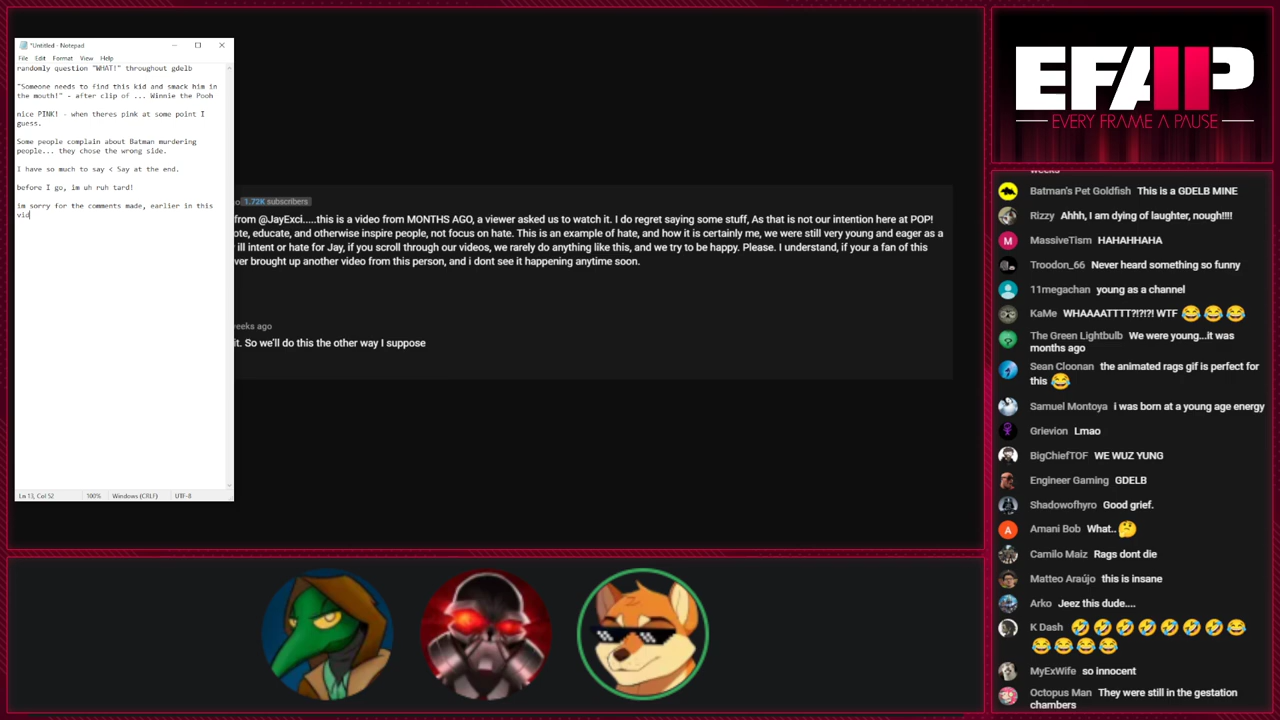 *Untitled - Notepad
File Edit Format View Help
randomly question "WHAT!" throughout gdelb
"Someone needs to find this kid and smack him in
the mouth!" - after clip of ... Winnie the Pooh
nice PINK! - when theres pink at some point I
guess.
Some people complain about Batman murdering
people... they chose the wrong side.
I have so much to say < Say at the end.
before I go, im uh ruh tard!
im sorry for the comments made, earlier in this
vid
Ln 13, Col 52 100% Windows (CRLF) UTF-8
o 1.72K subscribers
from @JayExci.....this is a video from MONTHS AGO, a viewer asked us to watch it. I do regret saying some stuff, As that is not our intention here at POP!
ote, educate, and otherwise inspire people, not focus on hate. This is an example of hate, and how it is certainly me, we were still very young and eager as a
ill intent or hate for Jay, if you scroll through our videos, we rarely do anything like this, and we try to be happy. Please. I understand, if your a fan of this
ver brought up another video from this person, and i dont see it happening anytime soon.
weeks ago
it. So we'll do this the other way I suppose
EFAP
EVERY FRAME A PAUSE
weeks
Batman's Pet Goldfish This is a GDELB MINE
Rizzy Ahhh, I am dying of laughter, nough!!!!
M MassiveTism HAHAHHAHA
Troodon_66 Never heard something so funny
11megachan young as a channel
KaMe WHAAAATTTT?!?!?! WTF 😂 😂 😂
The Green Lightbulb We were young...it was
months ago
Sean Cloonan the animated rags gif is perfect for
this 😂
Samuel Montoya i was born at a young age energy
Grievion Lmao
BigChiefTOF WE WUZ YUNG
Engineer Gaming GDELB
Shadowofhyro Good grief.
A Amani Bob What.. 🤔
Camilo Maiz Rags dont die
Matteo Araújo this is insane
Arko Jeez this dude....
K Dash 🤣 🤣 🤣 🤣 🤣 🤣 🤣 😂
😂 😂 😂 😂
MyExWife so innocent
Octopus Man They were still in the gestation
chambers